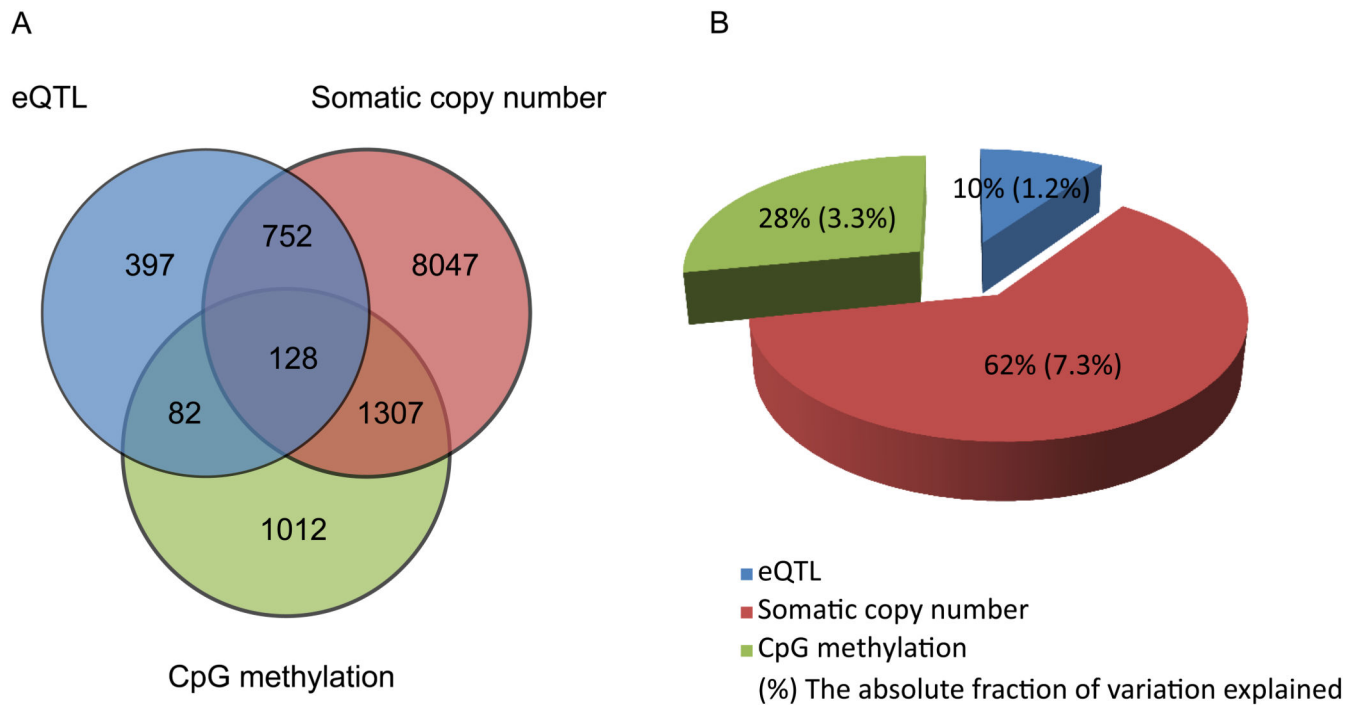 A
B
eQTL
Somatic copy number
397
752
8047
128
82
1307
1012
CpG methylation
10% (1.2%)
28% (3.3%)
62% (7.3%)
eQTL
Somatic copy number
CpG methylation
(%) The absolute fraction of variation explained